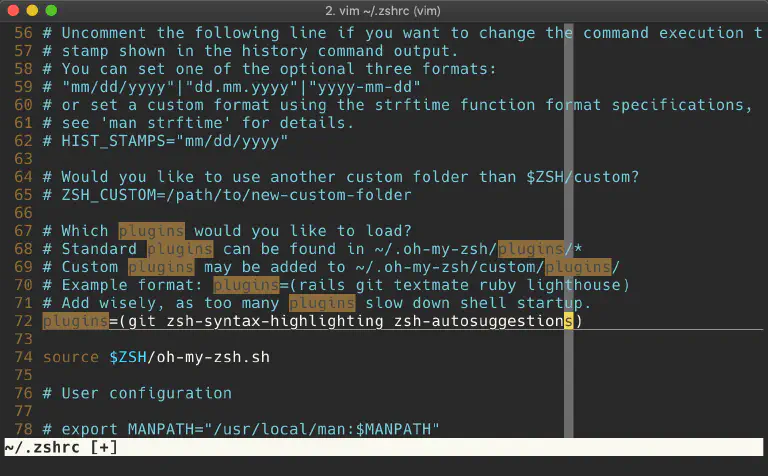 2. vim ~/.zshrc (vim)
56 # Uncomment the following line if you want to change the command execution t
57 # stamp shown in the history command output.
58 # You can set one of the optional three formats:
59 # "mm/dd/yyyy"|"dd.mm.yyyy"|"yyyy-mm-dd"
60 # or set a custom format using the strftime function format specifications,
61 # see 'man strftime' for details.
62 # HIST_STAMPS="mm/dd/yyyy"
63
64 # Would you like to use another custom folder than $ZSH/custom?
65 # ZSH_CUSTOM=/path/to/new-custom-folder
66
67 # Which plugins would you like to load?
68 # Standard plugins can be found in ~/.oh-my-zsh/plugins/*
69 # Custom plugins may be added to ~/.oh-my-zsh/custom/plugins/
70 # Example format: plugins=(rails git textmate ruby lighthouse)
71 # Add wisely, as too many plugins slow down shell startup.
72 plugins=(git zsh-syntax-highlighting zsh-autosuggestions)
73
74 source $ZSH/oh-my-zsh.sh
75
76 # User configuration
77
78 # export MANPATH="/usr/local/man:$MANPATH"
~/.zshrc [+]